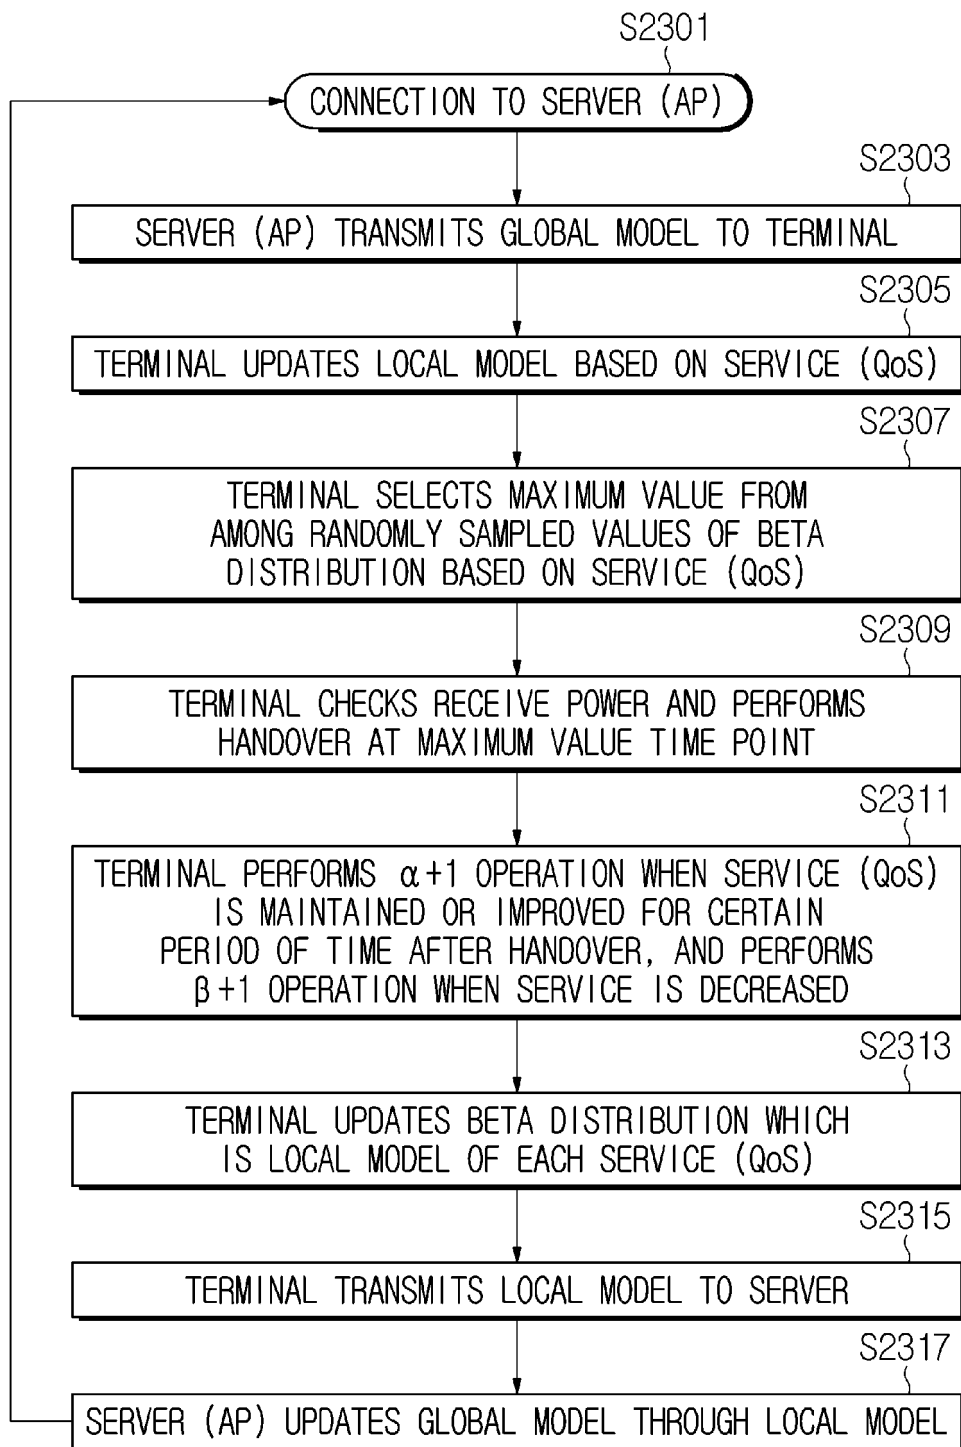 S2301
CONNECTION TO SERVER (AP)
S2303
SERVER (AP) TRANSMITS GLOBAL MODEL TO TERMINAL
S2305
TERMINAL UPDATES LOCAL MODEL BASED ON SERVICE (QoS)
S2307
TERMINAL SELECTS MAXIMUM VALUE FROM
AMONG RANDOMLY SAMPLED VALUES OF BETA
DISTRIBUTION BASED ON SERVICE (QoS)
S2309
TERMINAL CHECKS RECEIVE POWER AND PERFORMS
HANDOVER AT MAXIMUM VALUE TIME POINT
S2311
TERMINAL PERFORMS α+1 OPERATION WHEN SERVICE (QoS)
IS MAINTAINED OR IMPROVED FOR CERTAIN
PERIOD OF TIME AFTER HANDOVER, AND PERFORMS
β+1 OPERATION WHEN SERVICE IS DECREASED
S2313
TERMINAL UPDATES BETA DISTRIBUTION WHICH
IS LOCAL MODEL OF EACH SERVICE (QoS)
S2315
TERMINAL TRANSMITS LOCAL MODEL TO SERVER
S2317
SERVER (AP) UPDATES GLOBAL MODEL THROUGH LOCAL MODEL